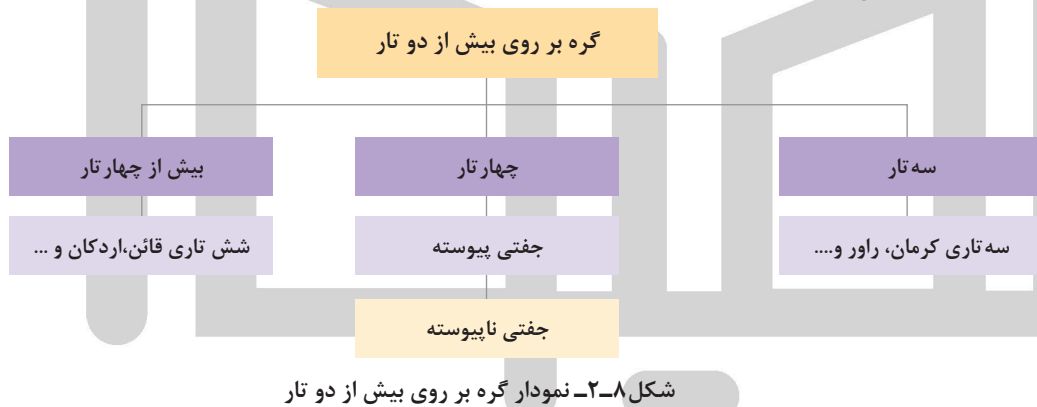 گره بر روی بیش از دو تار
سه تار
چهار تار
بیش از چهار تار
سه تاری کرمان، راور و....
جفتی پیوسته
شش تاری قائن،اردکان و ...
جفتی ناپیوسته
شکل۸ـ۲ـ نمودار گره بر روی بیش از دو تار